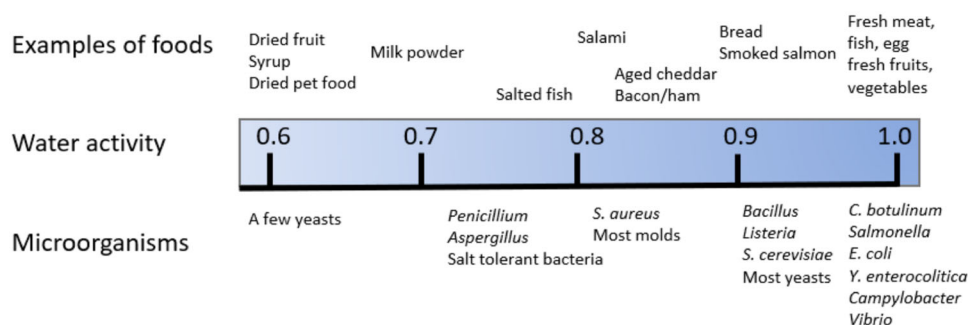 Examples of foods
Dried fruit
Syrup
Dried pet food
Milk powder
Salted fish
Salami
Aged cheddar
Bacon/ham
Bread
Smoked salmon
Fresh meat,
fish, egg
fresh fruits,
vegetables
Water activity
0.6 0.7 0.8 0.9 1.0
Microorganisms
A few yeasts
Penicillium
Aspergillus
Salt tolerant bacteria
S. aureus
Most molds
Bacillus
Listeria
S. cerevisiae
Most yeasts
C. botulinum
Salmonella
E. coli
Y. enterocolitica
Campylobacter
Vibrio